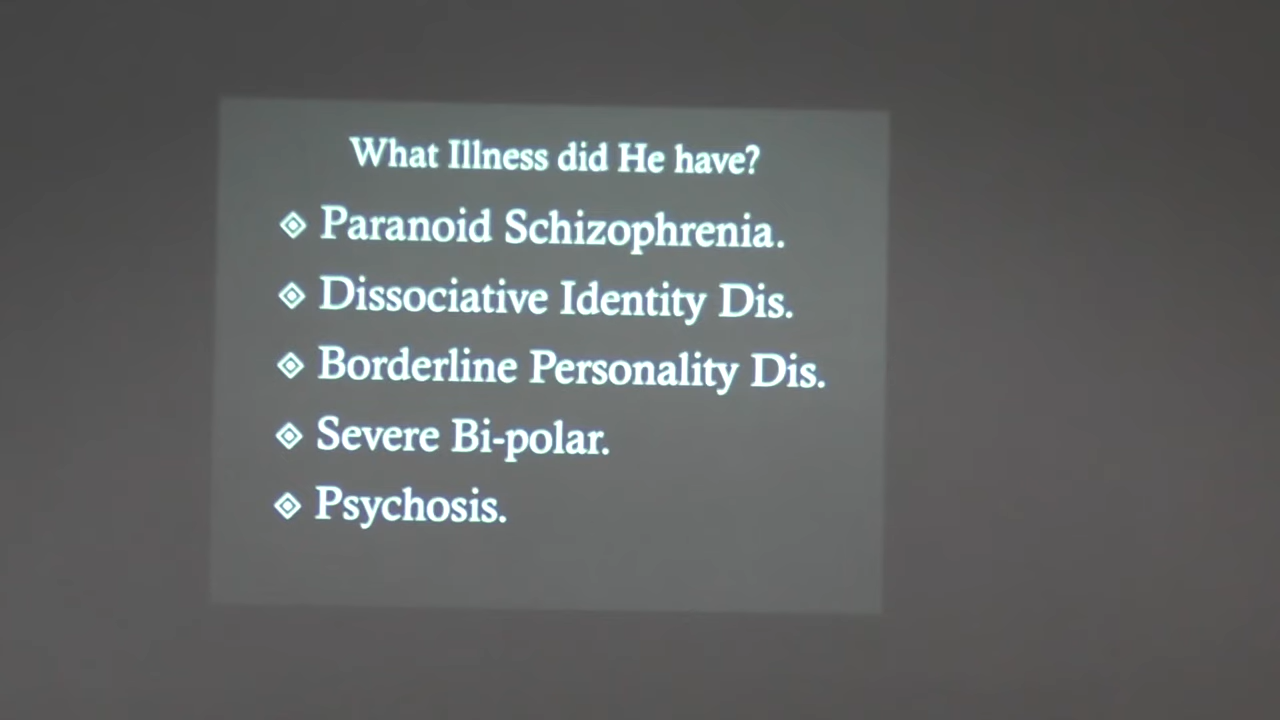 What Illness did He have?
Paranoid Schizophrenia.
Dissociative Identity Dis.
Borderline Personality Dis.
Severe Bi-polar.
Psychosis.